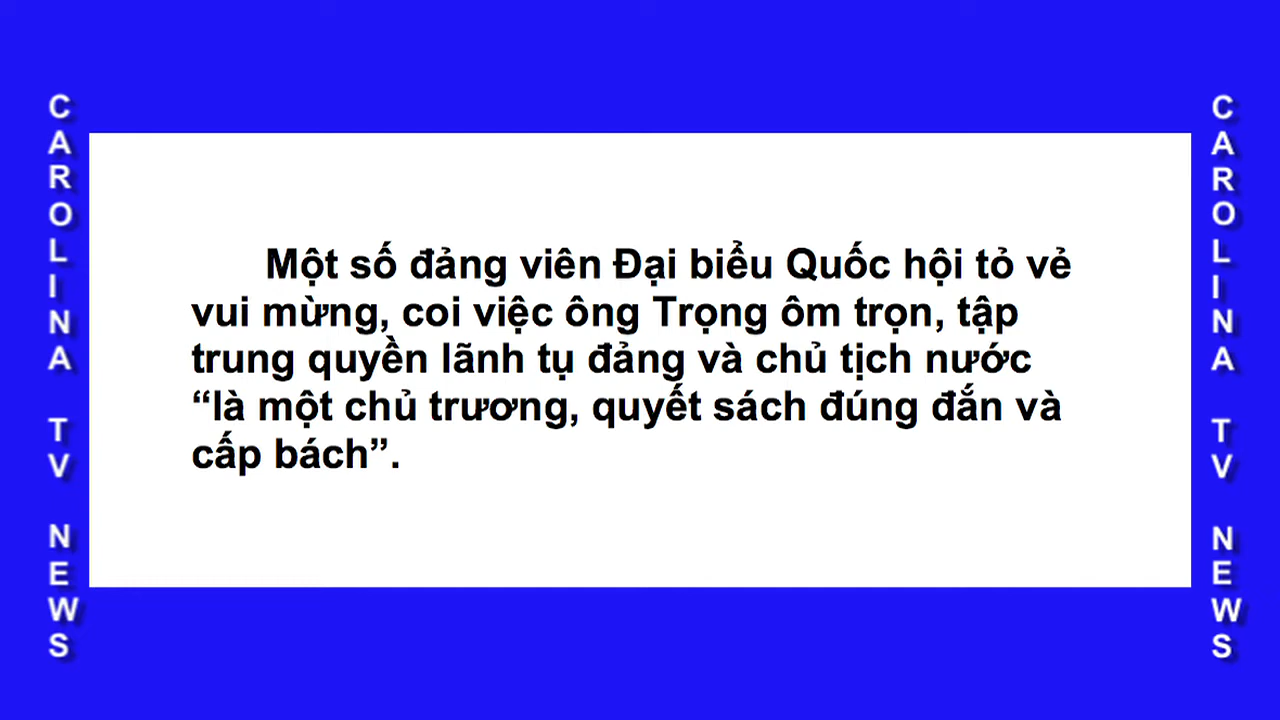 CAROLINA TV NEWS
Một số đảng viên Đại biểu Quốc hội tỏ vẻ
vui mừng, coi việc ông Trọng ôm trọn, tập
trung quyền lãnh tụ đảng và chủ tịch nước
“là một chủ trương, quyết sách đúng đắn và
cấp bách”.
CAROLINA TV NEWS